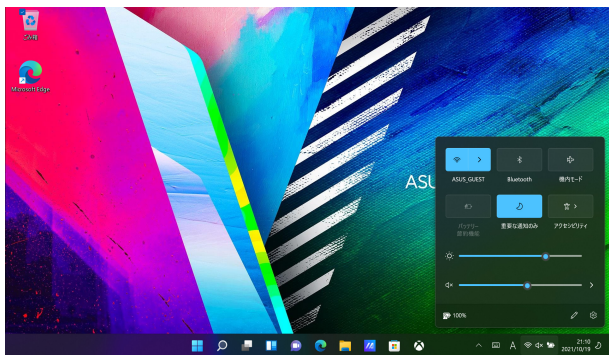 ごみ箱
Microsoft Edge
ASU
ASUS_GUEST
Bluetooth
機内モード
バッテリー
節約機能
重要な通知のみ
アクセシビリティ
100%
A
21:10
2021/10/19